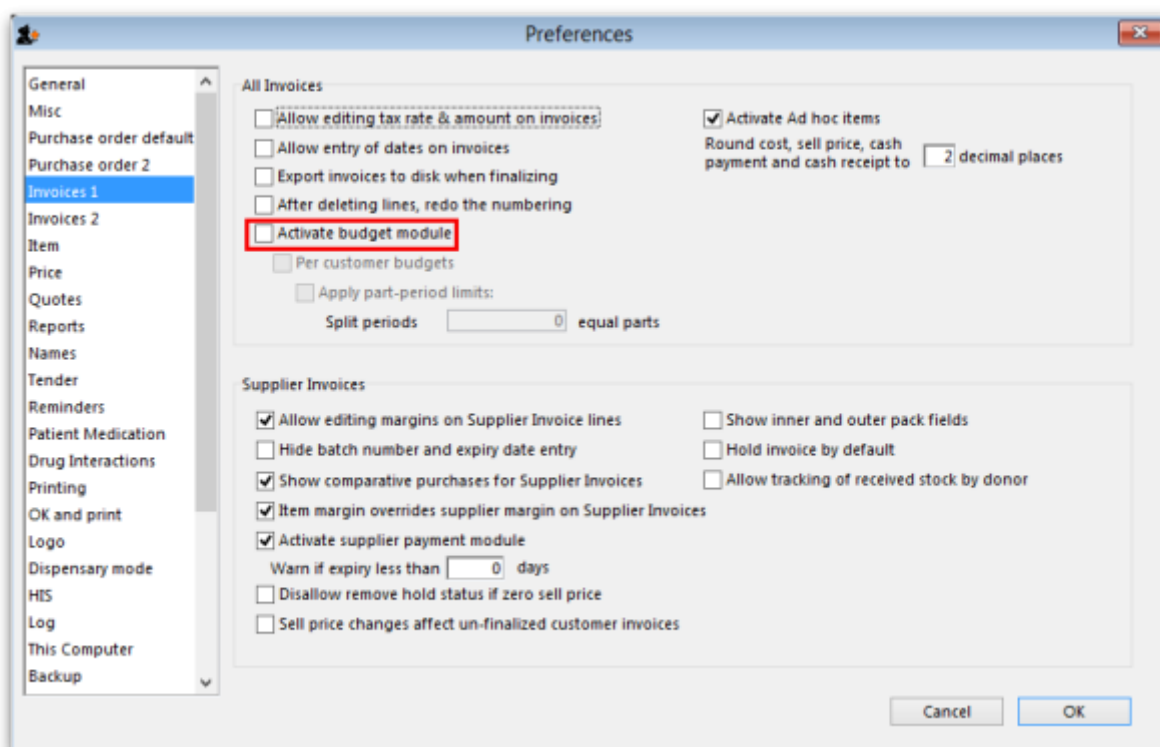 Preferences
General
Misc
Purchase order default
Purchase order 2
Invoices 1
Invoices 2
Item
Price
Quotes
Reports
Names
Tender
Reminders
Patient Medication
Drug Interactions
Printing
OK and print
Logo
Dispensary mode
HIS
Log
This Computer
Backup
All Invoices
Allow editing tax rate & amount on invoices
Allow entry of dates on invoices
Export invoices to disk when finalizing
After deleting lines, redo the numbering
Activate budget module
Per customer budgets
Apply part-period limits:
Split periods 0 equal parts
Activate Ad hoc items
Round cost, sell price, cash
payment and cash receipt to 2 decimal places
Supplier Invoices
Allow editing margins on Supplier Invoice lines
Hide batch number and expiry date entry
Show comparative purchases for Supplier Invoices
Item margin overrides supplier margin on Supplier Invoices
Activate supplier payment module
Warn if expiry less than 0 days
Disallow remove hold status if zero sell price
Sell price changes affect un-finalized customer invoices
Show inner and outer pack fields
Hold invoice by default
Allow tracking of received stock by donor
Cancel
OK